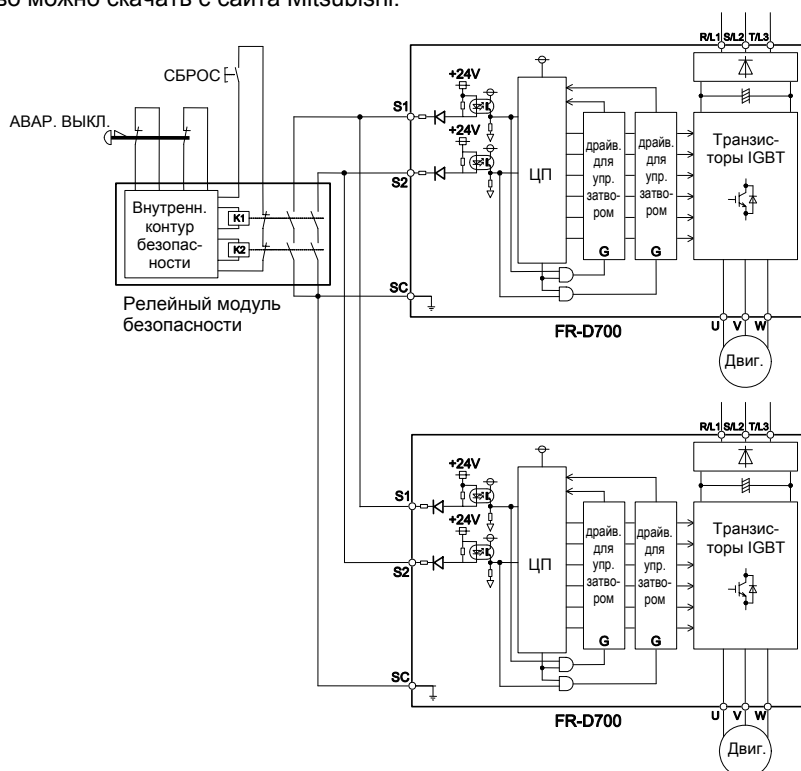 во можно скачать с сайта Mitsubishi.
R/L1 S/L2 T/L3
СБРОС
АВАР. ВЫКЛ.
Внутренн.
контур
безопас-
ности
K1
K2
Релейный модуль
безопасности
+24V
S1
+24V
S2
SC
ЦП
драйв.
для
упр.
затво-
ром
G
драйв.
для
упр.
затво-
ром
G
Транзис-
торы IGBT
U V W
FR-D700
Двиг.
R/L1 S/L2 T/L3
+24V
S1
+24V
S2
SC
ЦП
драйв.
для
упр.
затво-
ром
G
драйв.
для
упр.
затво-
ром
G
Транзис-
торы IGBT
U V W
FR-D700
Двиг.